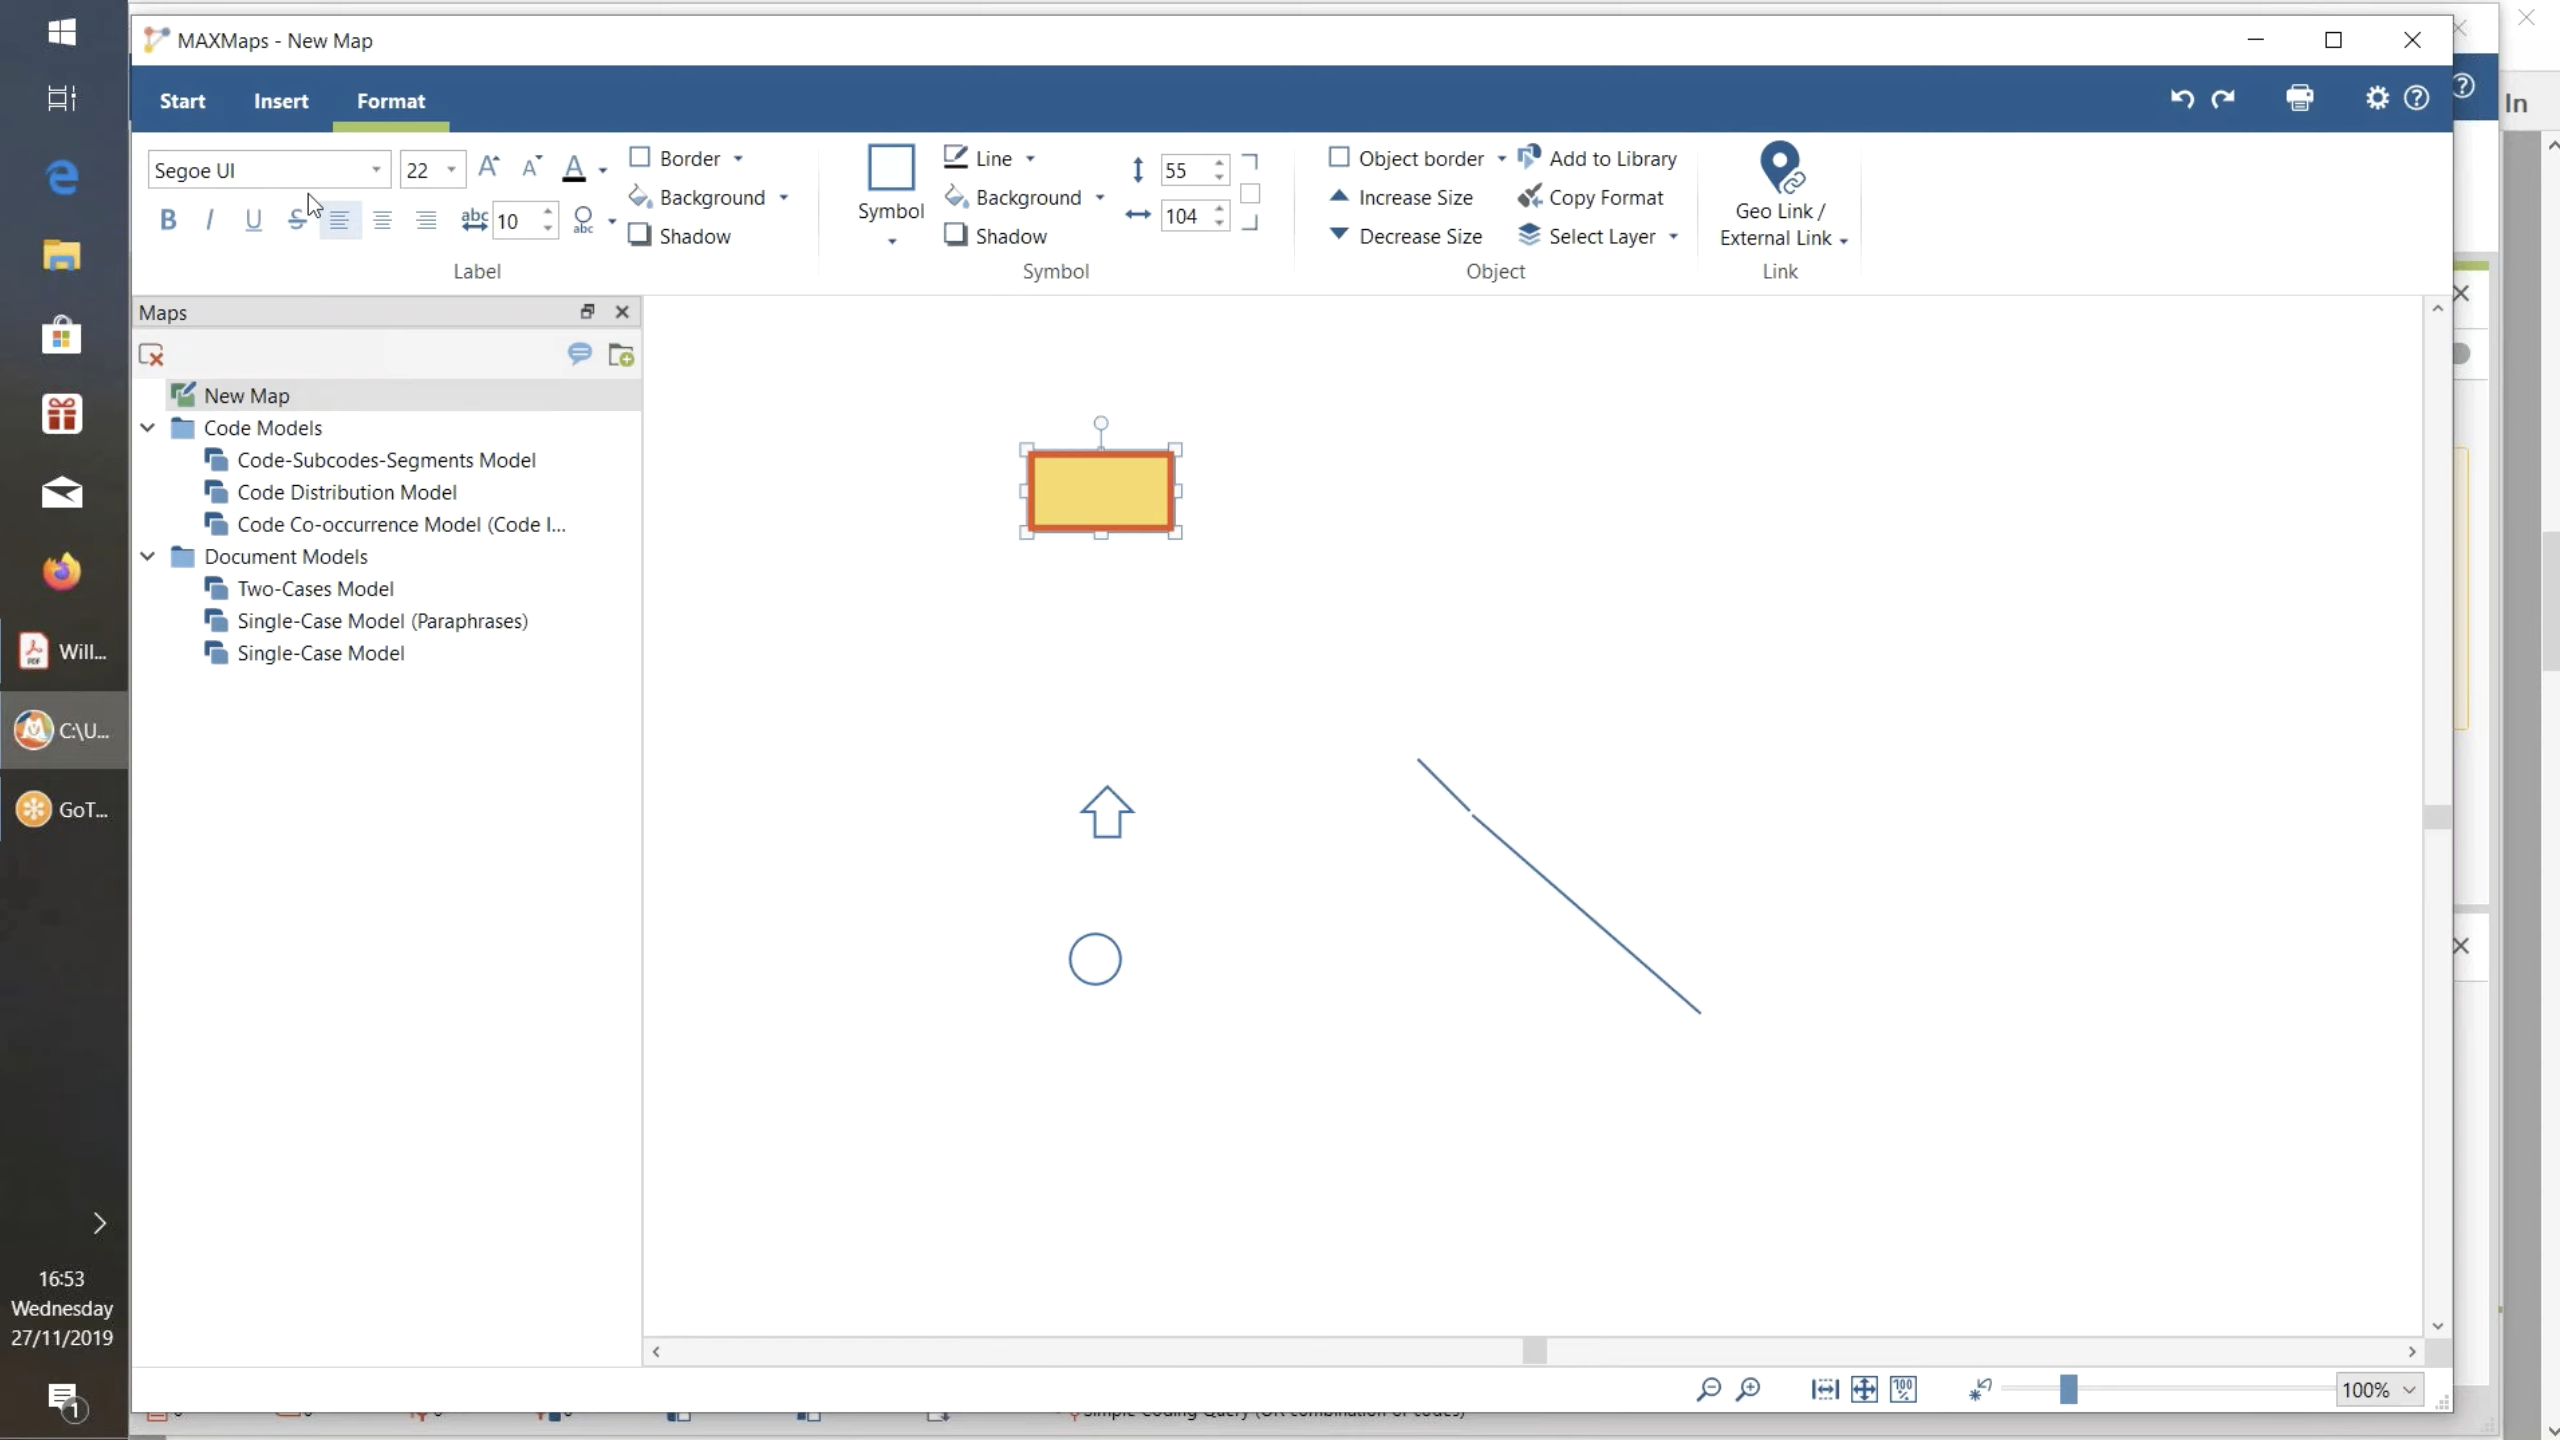 MAXMaps - New Map
Start Insert Format
In
Segoe UI 22 A A A Border
B I U S abc 10 abc Background
Shadow
Label
Symbol
Line
Background
Shadow
55
104
Symbol
Object border
Increase Size
Decrease Size
Add to Library
Copy Format
Select Layer
Object
Geo Link /
External Link
Link
Maps
New Map
Code Models
Code-Subcodes-Segments Model
Code Distribution Model
Code Co-occurrence Model (Code I...
Document Models
Two-Cases Model
Single-Case Model (Paraphrases)
Single-Case Model
Will...
C:\U...
GoT...
16:53
Wednesday
27/11/2019
1
100
100%